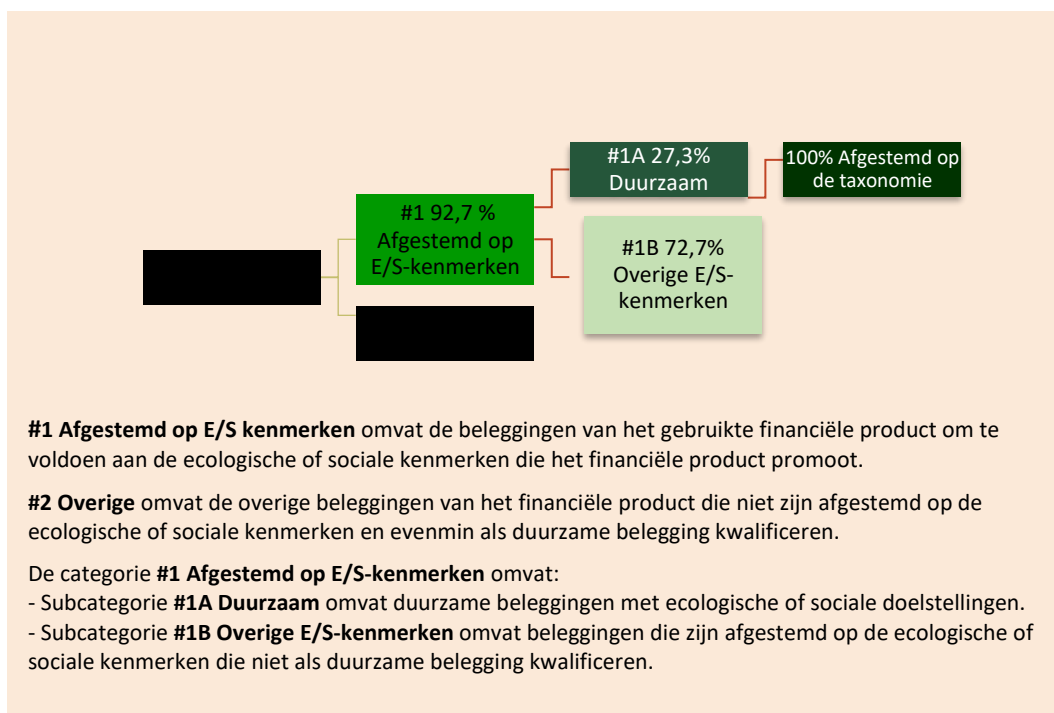 #1A 27,3%
Duurzaam
100% Afgestemd op
de taxonomie
#1 92,7 %
Afgestemd op
E/S-kenmerken
#1B 72,7%
Overige E/S-
kenmerken
#1 Afgestemd op E/S kenmerken omvat de beleggingen van het gebruikte financiële product om te
voldoen aan de ecologische of sociale kenmerken die het financiële product promoot.
#2 Overige omvat de overige beleggingen van het financiële product die niet zijn afgestemd op de
ecologische of sociale kenmerken en evenmin als duurzame belegging kwalificeren.
De categorie #1 Afgestemd op E/S-kenmerken omvat:
- Subcategorie #1A Duurzaam omvat duurzame beleggingen met ecologische of sociale doelstellingen.
- Subcategorie #1B Overige E/S-kenmerken omvat beleggingen die zijn afgestemd op de ecologische of
sociale kenmerken die niet als duurzame belegging kwalificeren.